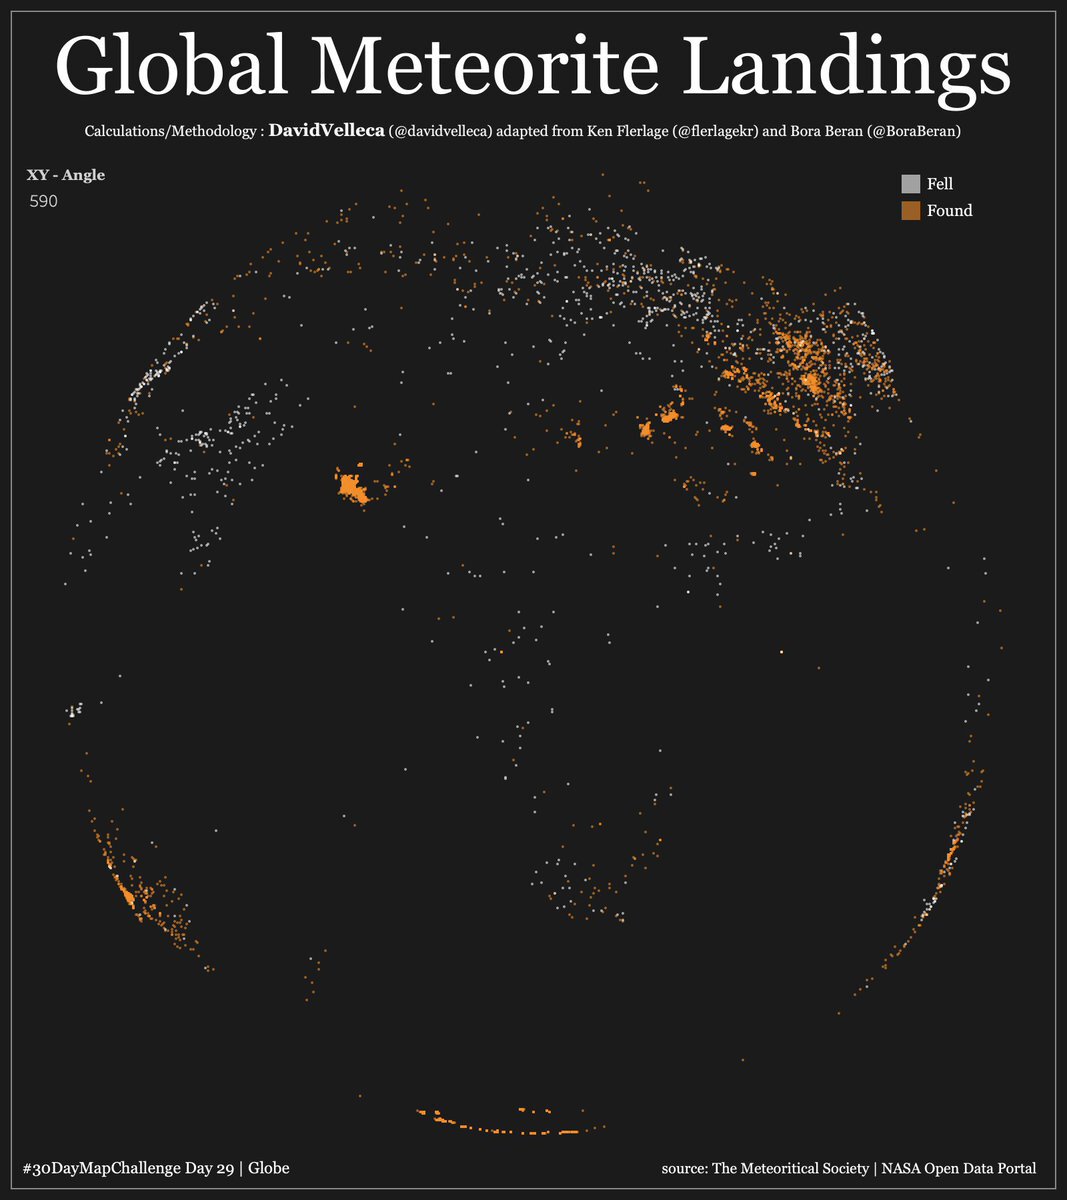 Global Meteorite Landings
Calculations/Methodology : DavidVelleca (@davidvelleca) adapted from Ken Flerlage (@flerlagekr) and Bora Beran (@BoraBeran)
XY - Angle
590
Fell
Found
#30DayMapChallenge Day 29 | Globe
source: The Meteoritical Society | NASA Open Data Portal